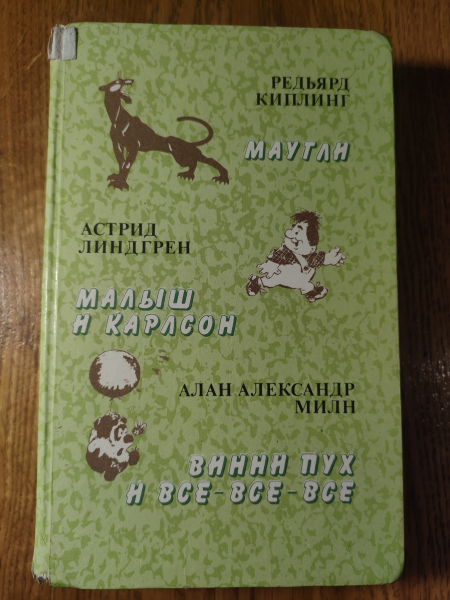 РЕДЬЯРД
КИПЛИНГ
МАУГЛИ
АСТРИД
ЛИНДГРЕН
МАЛЫШ
И КАРЛСОН
АЛАН АЛЕКСАНДР
МИЛН
ВИННИ ПУХ
И ВСЕ-ВСЕ-ВСЕ